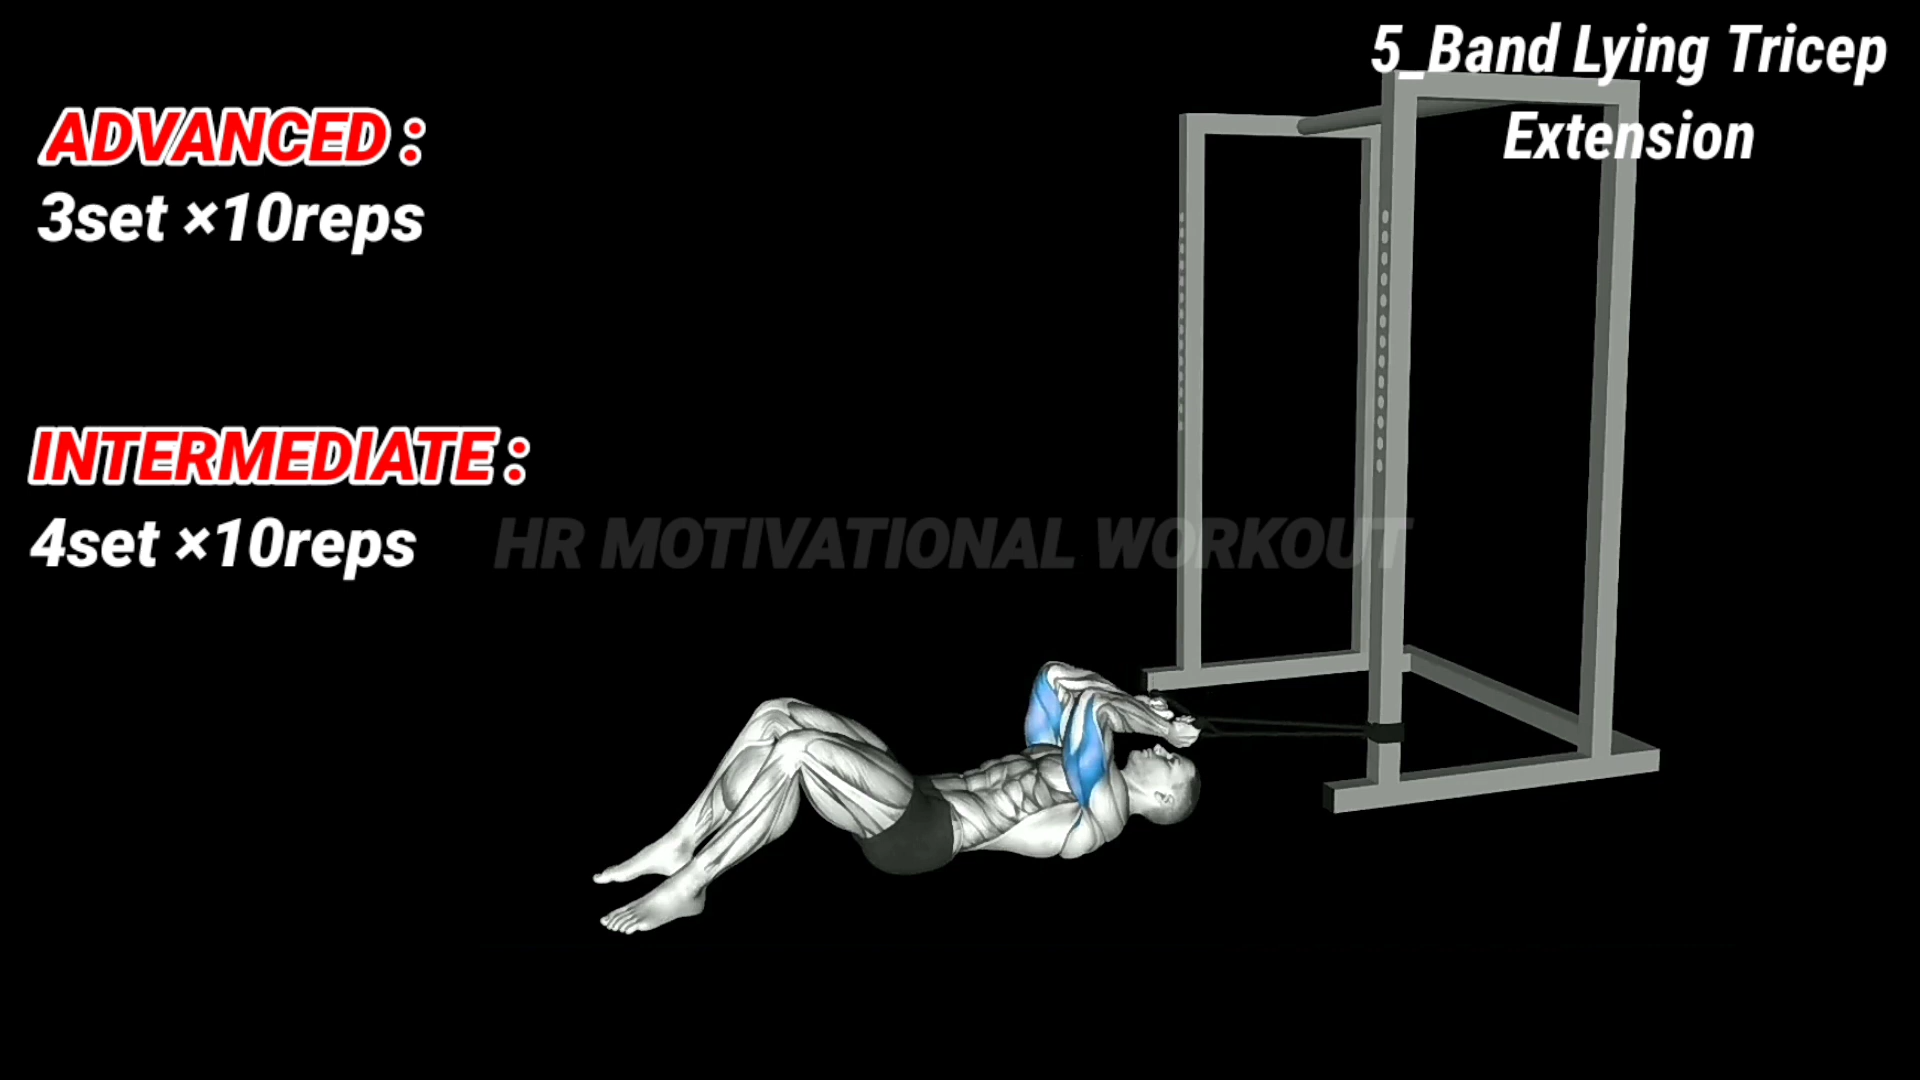 5_Band Lying Tricep
Extension
ADVANCED :
3set ×10reps
INTERMEDIATE :
4set ×10reps
HR MOTIVATIONAL WORKOUT